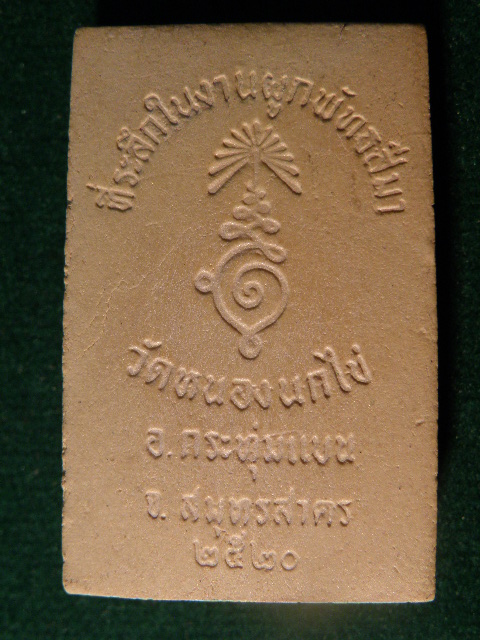 ที่ระลึกในงานผูกพัทธสีมา
วัดหนองนกไข่
อ.กระทุ่มแบน
จ.สมุทรสาคร
๒๕๒๐